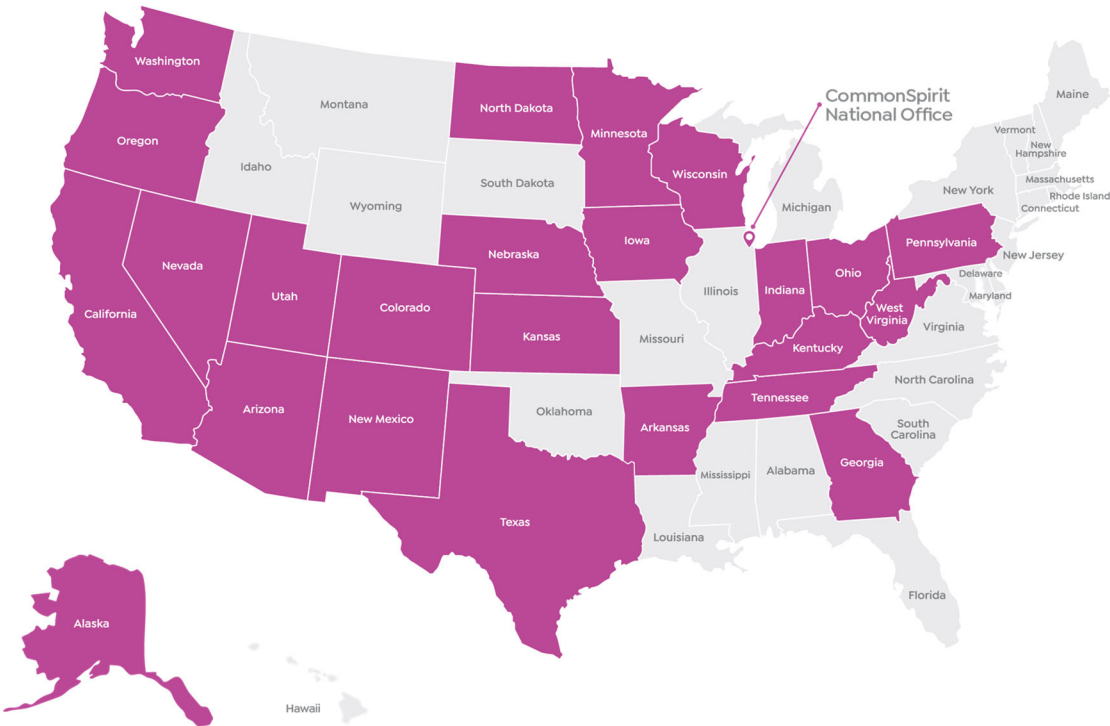 Washington
Montana
North Dakota
Minnesota
CommonSpirit
National Office
Maine
Vermont
New
Hampshire
Oregon
Idaho
Wisconsin
Massachusetts
South Dakota
Michigan
New York
Rhode Island
Connecticut
Wyoming
Iowa
Pennsylvania
Nevada
Nebraska
New Jersey
Utah
Illinois
Indiana
Ohio
Delaware
Maryland
California
Colorado
West
Virginia
Virginia
Kansas
Missouri
Kentucky
North Carolina
Arizona
New Mexico
Oklahoma
Tennessee
Arkansas
South
Carolina
Mississippi
Alabama
Georgia
Texas
Louisiana
Florida
Alaska
Hawaii